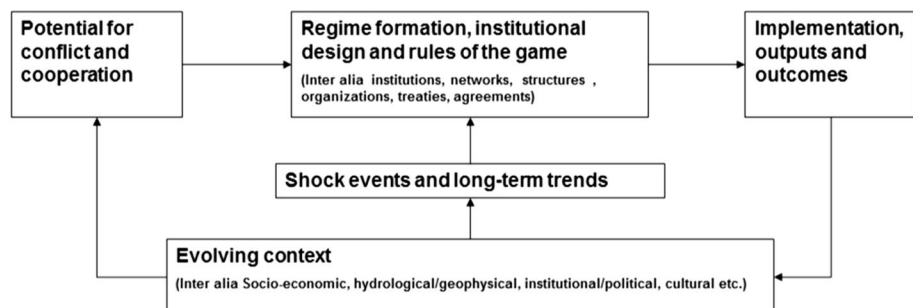 Potential for
conflict and
cooperation
Regime formation, institutional
design and rules of the game
(Inter alia institutions, networks, structures ,
organizations, treaties, agreements)
Implementation,
outputs and
outcomes
Shock events and long-term trends
Evolving context
(Inter alia Socio-economic, hydrological/geophysical, institutional/political, cultural etc.)